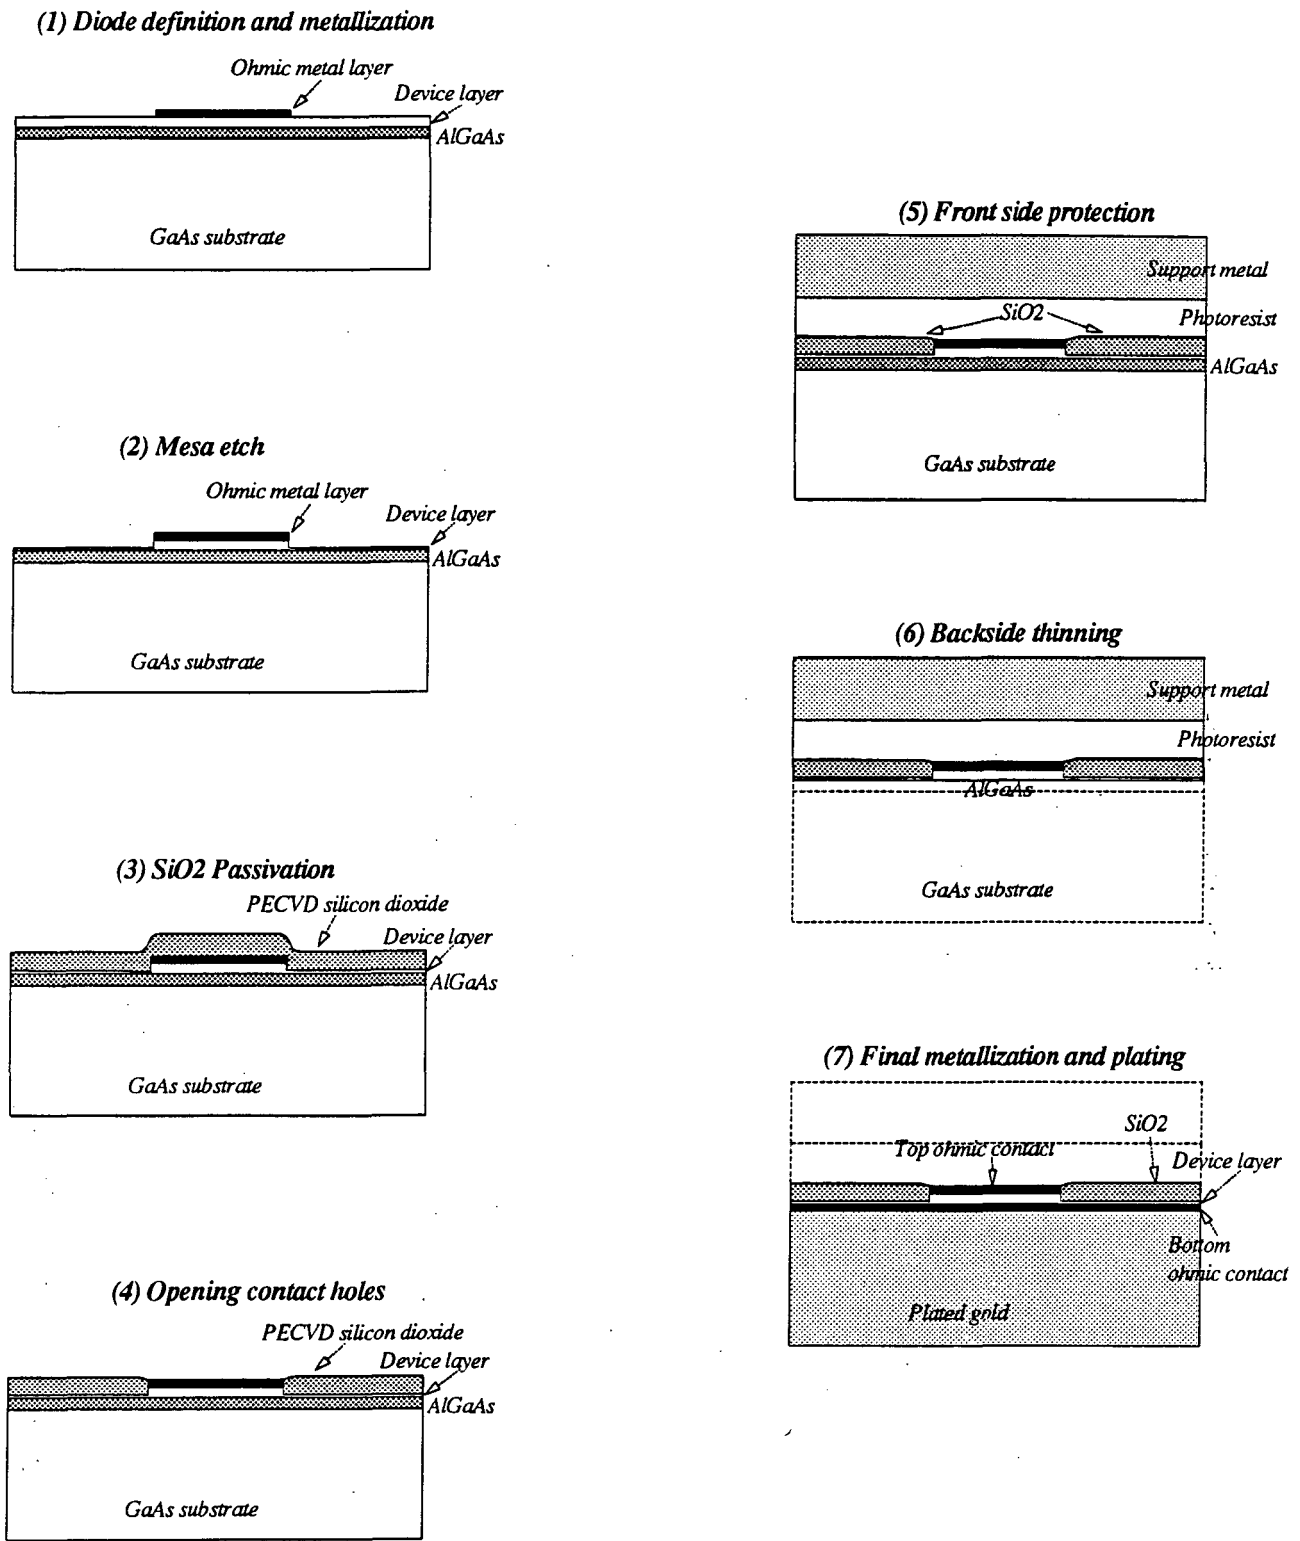 (1) Diode definition and metallization
Ohmic metal layer
Device layer
AlGaAs
GaAs substrate
(2) Mesa etch
Ohmic metal layer
Device layer
AlGaAs
GaAs substrate
(3) SiO2 Passivation
PECVD silicon dioxide
Device layer
AlGaAs
GaAs substrate
(4) Opening contact holes
PECVD silicon dioxide
Device layer
AlGaAs
GaAs substrate
(5) Front side protection
Support metal
SiO2
Photoresist
AlGaAs
GaAs substrate
(6) Backside thinning
Support metal
Photoresist
AlGaAs
GaAs substrate
(7) Final metallization and plating
SiO2
Top ohmic contact
Device layer
Bottom
ohmic contact
Plated gold